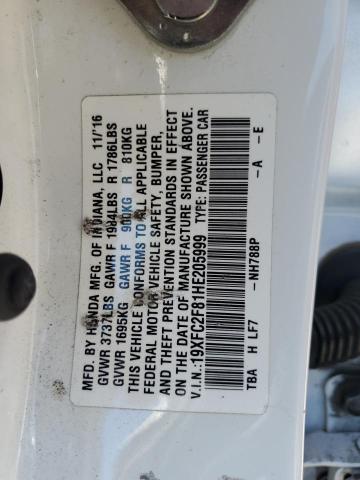 MFD. BY HONDA MFG. OF INDIANA, LLC 11/'16
GVWR 3737LBS GAWR F 1984LBS R 1786LBS
GVWR 1695KG GAWR F 900KG R 810KG
THIS VEHICLE CONFORMS TO ALL APPLICABLE
FEDERAL MOTOR VEHICLE SAFETY, BUMPER,
AND THEFT PREVENTION STANDARDS IN EFFECT
ON THE DATE OF MANUFACTURE SHOWN ABOVE.
V.I.N.:19XFC2F81HE205999 TYPE: PASSENGER CAR
TBA H LF7 -NH788P -A -E